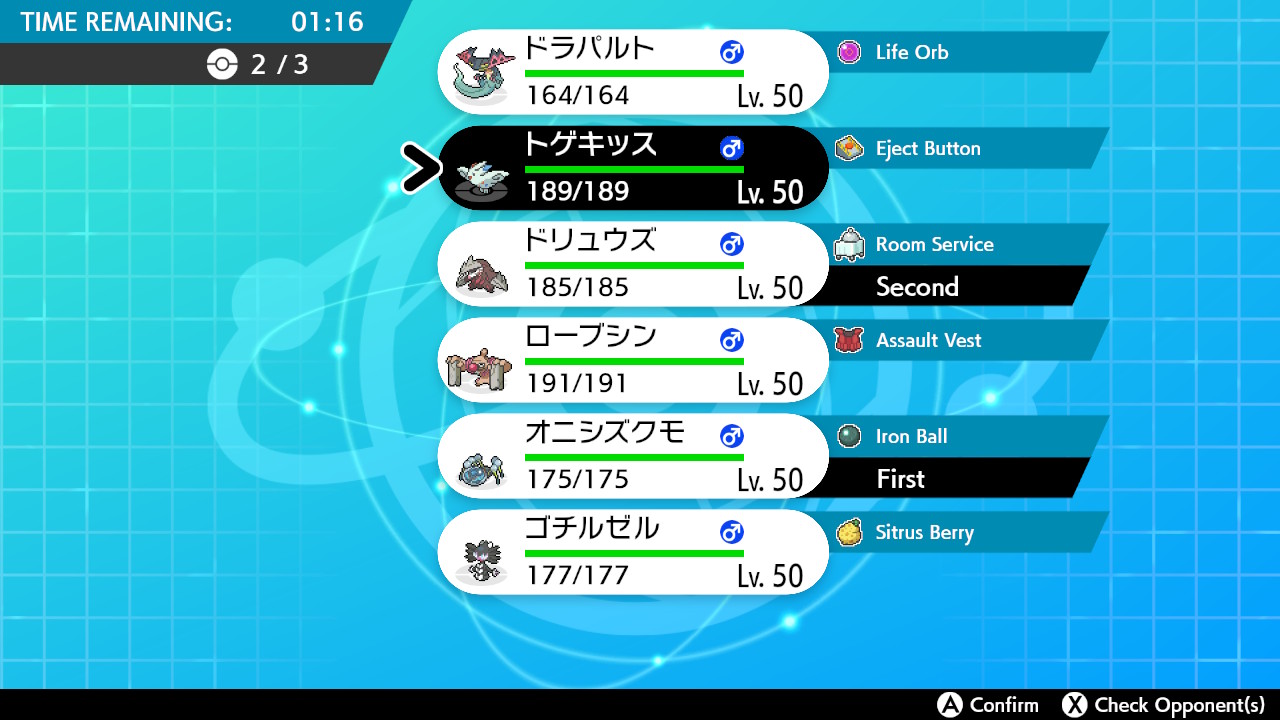 TIME REMAINING: 01:16
2 / 3
ドラパルト
164/164 Lv. 50
Life Orb
トゲキッス
189/189 Lv. 50
Eject Button
ドリュウズ
185/185 Lv. 50
Room Service
Second
ローブシン
191/191 Lv. 50
Assault Vest
オニシズクモ
175/175 Lv. 50
Iron Ball
First
ゴチルゼル
177/177 Lv. 50
Sitrus Berry
A Confirm X Check Opponent(s)